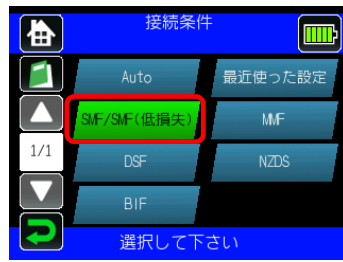 接続条件
Auto
最近使った設定
SMF/SMF(低損失)
MMF
1/1
DSF
NZDS
BIF
選択して下さい